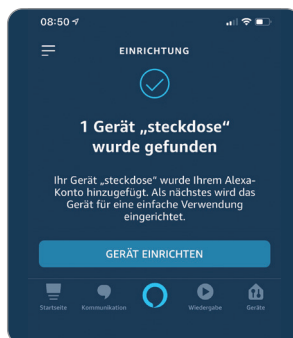 08:50
EINRICHTUNG
1 Gerät „steckdose“
wurde gefunden
Ihr Gerät „steckdose“ wurde Ihrem Alexa-
Konto hinzugefügt. Als nächstes wird das
Gerät für eine einfache Verwendung
eingerichtet.
GERÄT EINRICHTEN
Startseite Kommunikation Wiedergabe Geräte